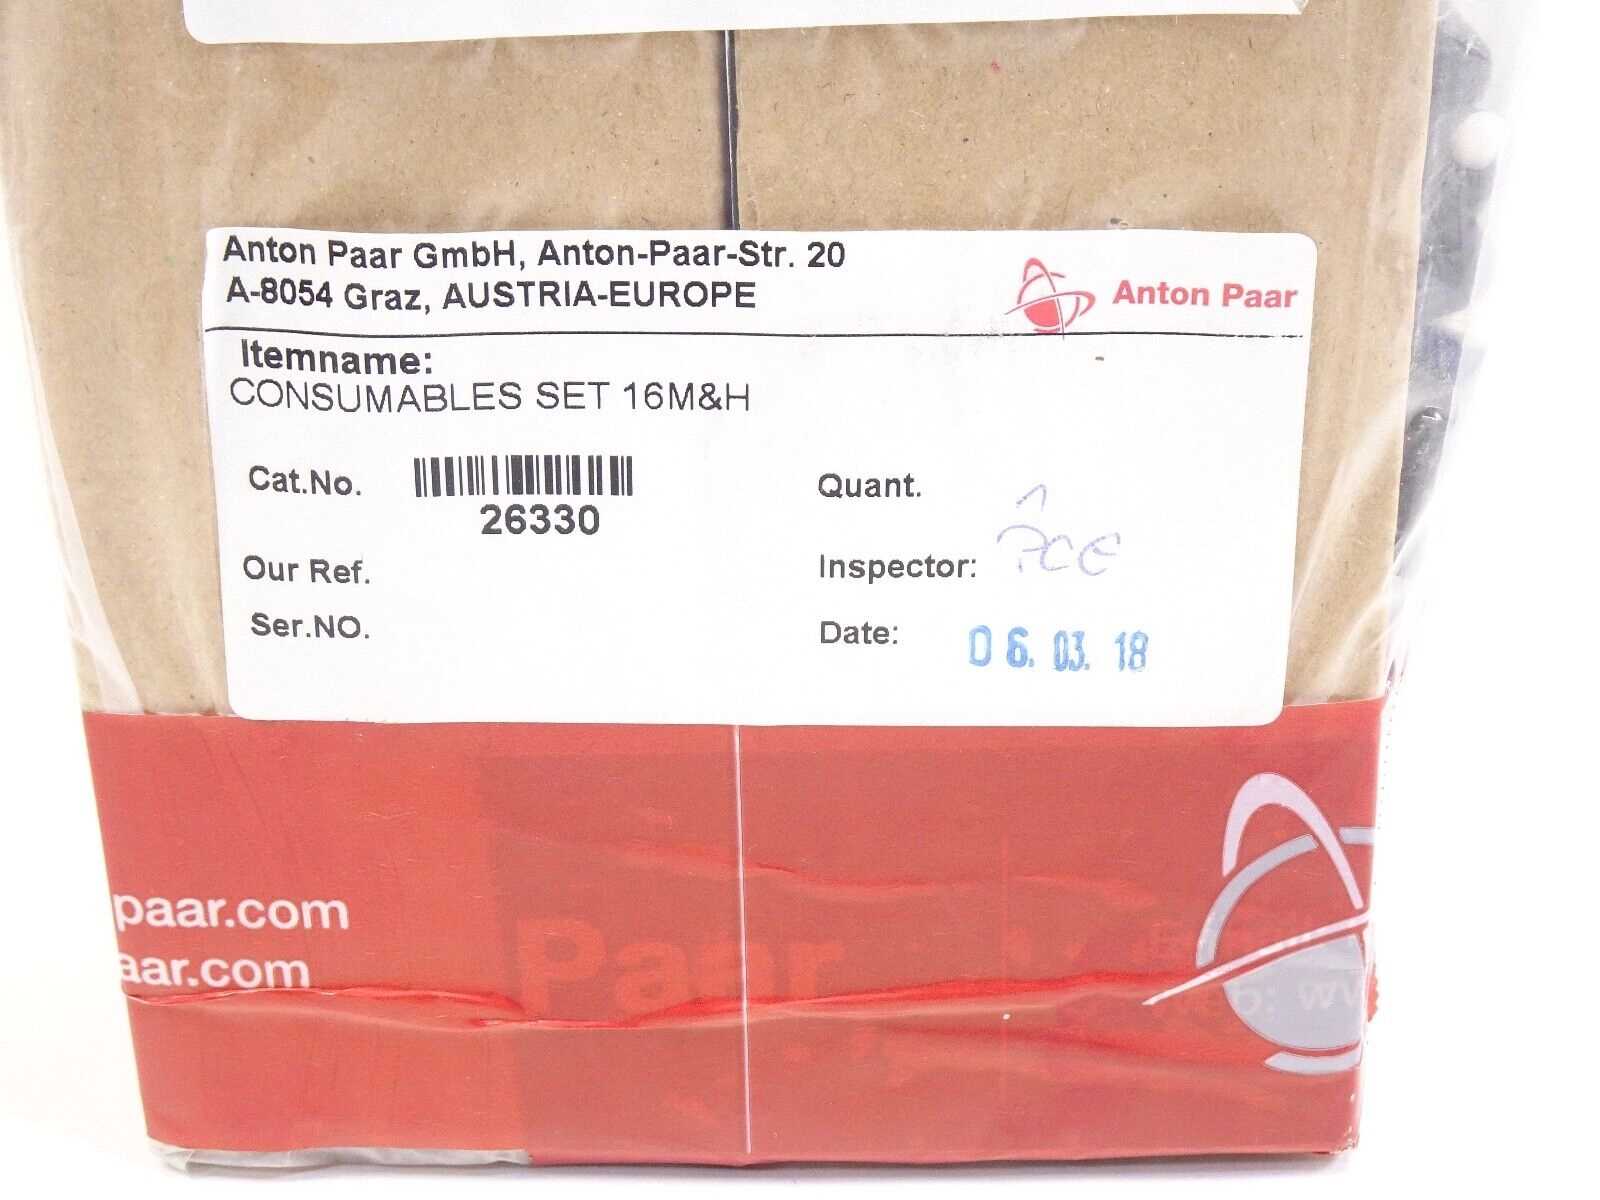 Anton Paar GmbH, Anton-Paar-Str. 20
A-8054 Graz, AUSTRIA-EUROPE
Anton Paar
Itemname:
CONSUMABLES SET 16M&H
Cat.No.
26330
Quant.
1
Our Ref.
Inspector:
Ser.NO.
Date: 06.03.18
paar.com
aar.com
Paar